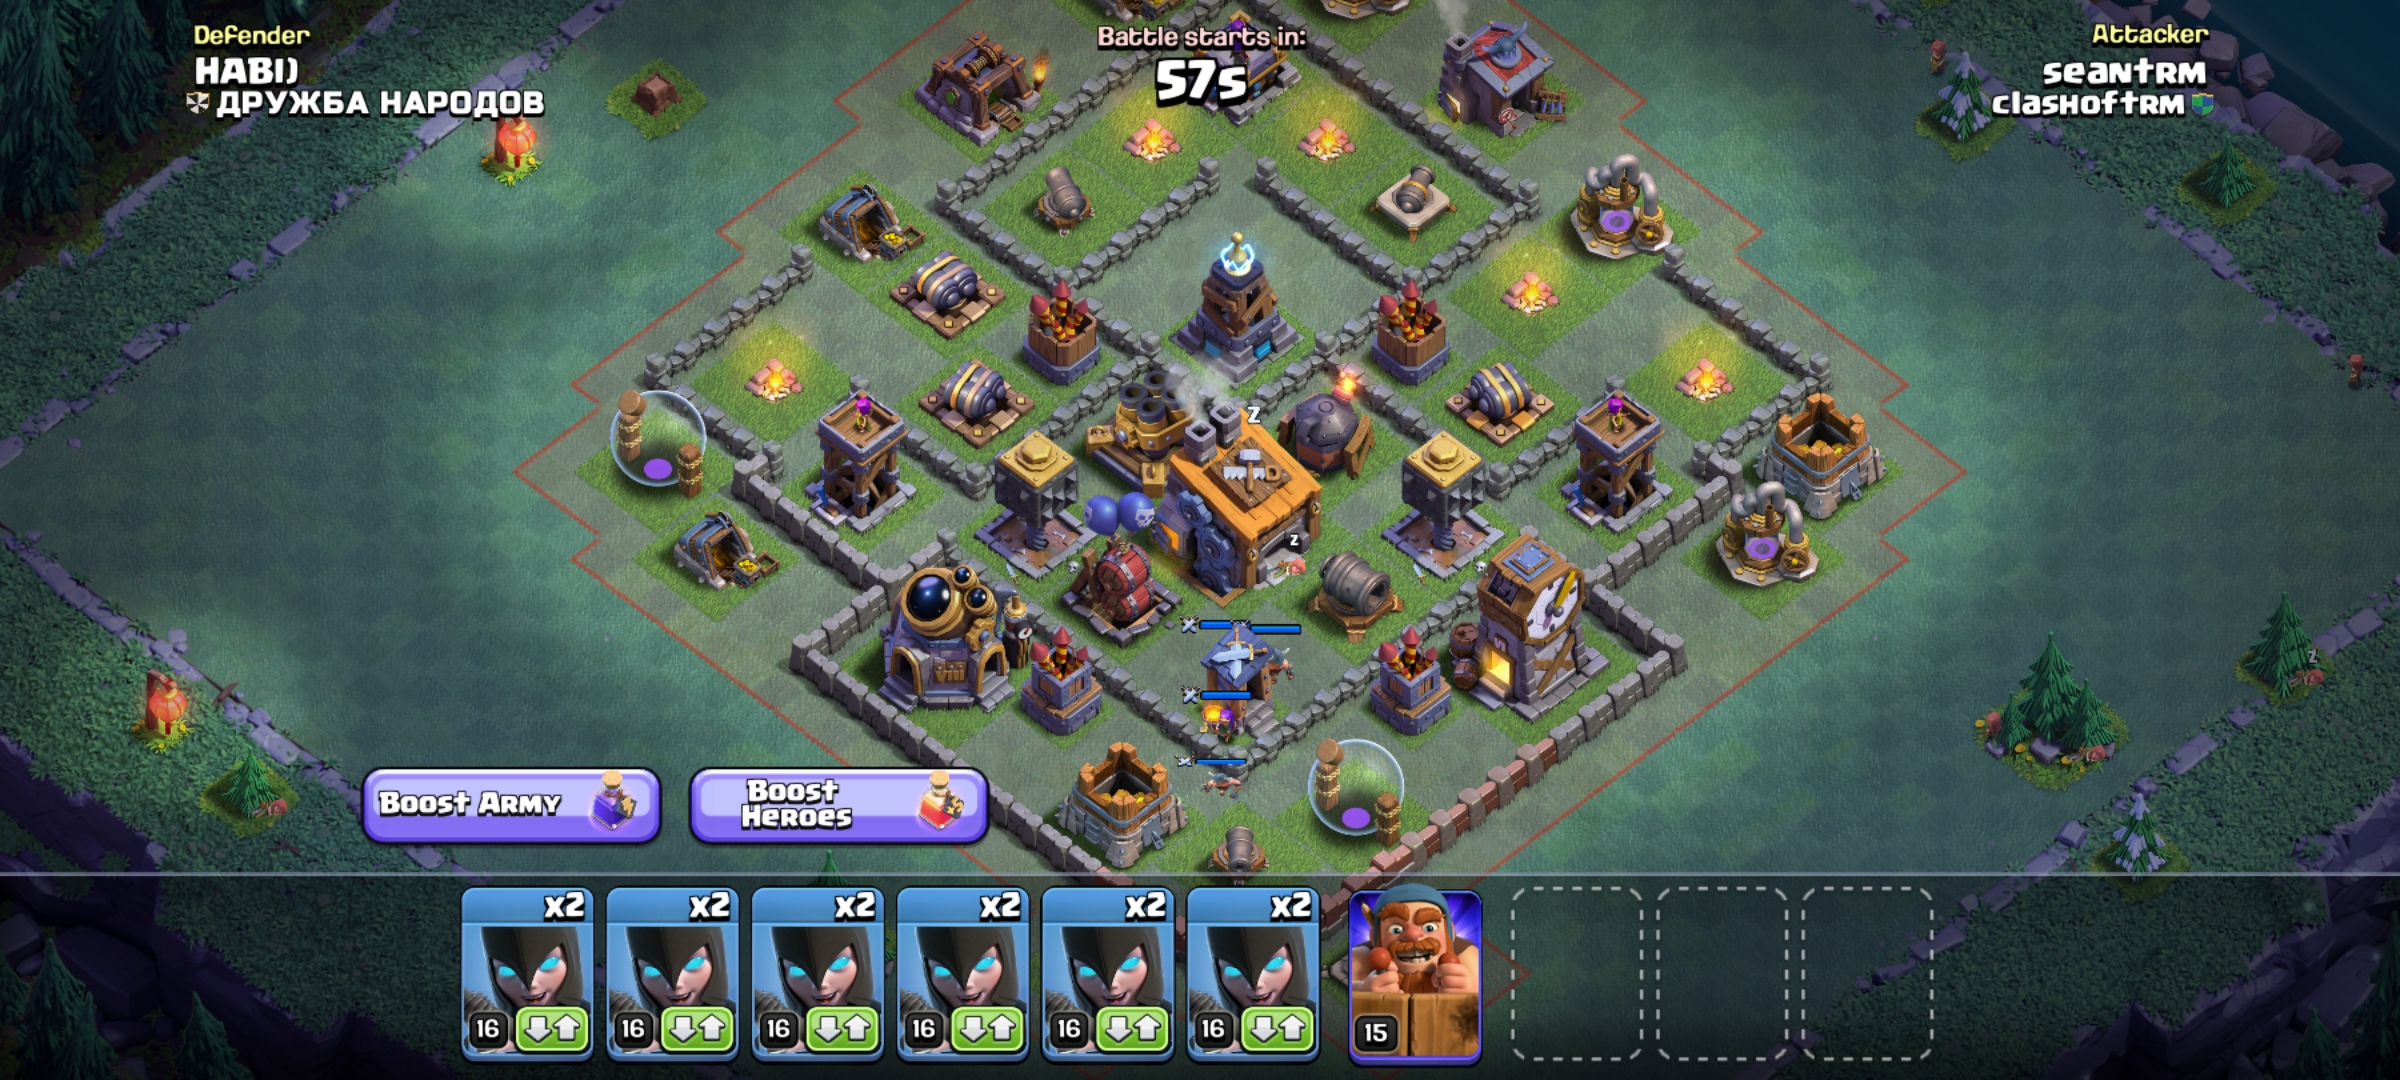 Defender
HABI)
ДРУЖБА НАРОДОВ
Battle starts in:
57s
Attacker
seantRM
clashoftRM
z
z
VIII
z
Boost Army
Boost
Heroes
x2
x2
x2
x2
x2
x2
16
16
16
16
16
16
15